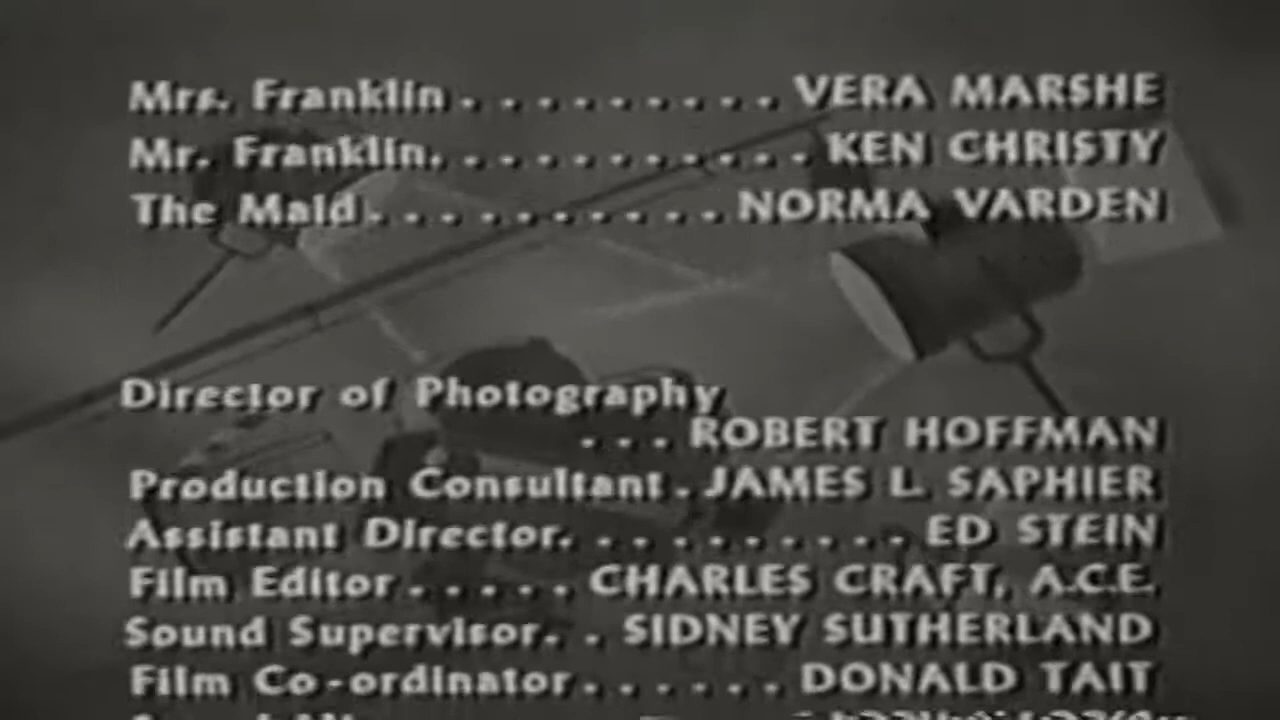 Mrs. Franklin . . . . . . . . . VERA MARSHE
Mr. Franklin. . . . . . . . . . . KEN CHRISTY
The Maid . . . . . . . . . . NORMA VARDEN
Director of Photography
. . . ROBERT HOFFMAN
Production Consultant . JAMES L. SAPHIER
Assistant Director. . . . . . . . . . ED STEIN
Film Editor . . . . . CHARLES CRAFT, A.C.E.
Sound Supervisor. . . SIDNEY SUTHERLAND
Film Co-ordinator . . . . . . DONALD TAIT